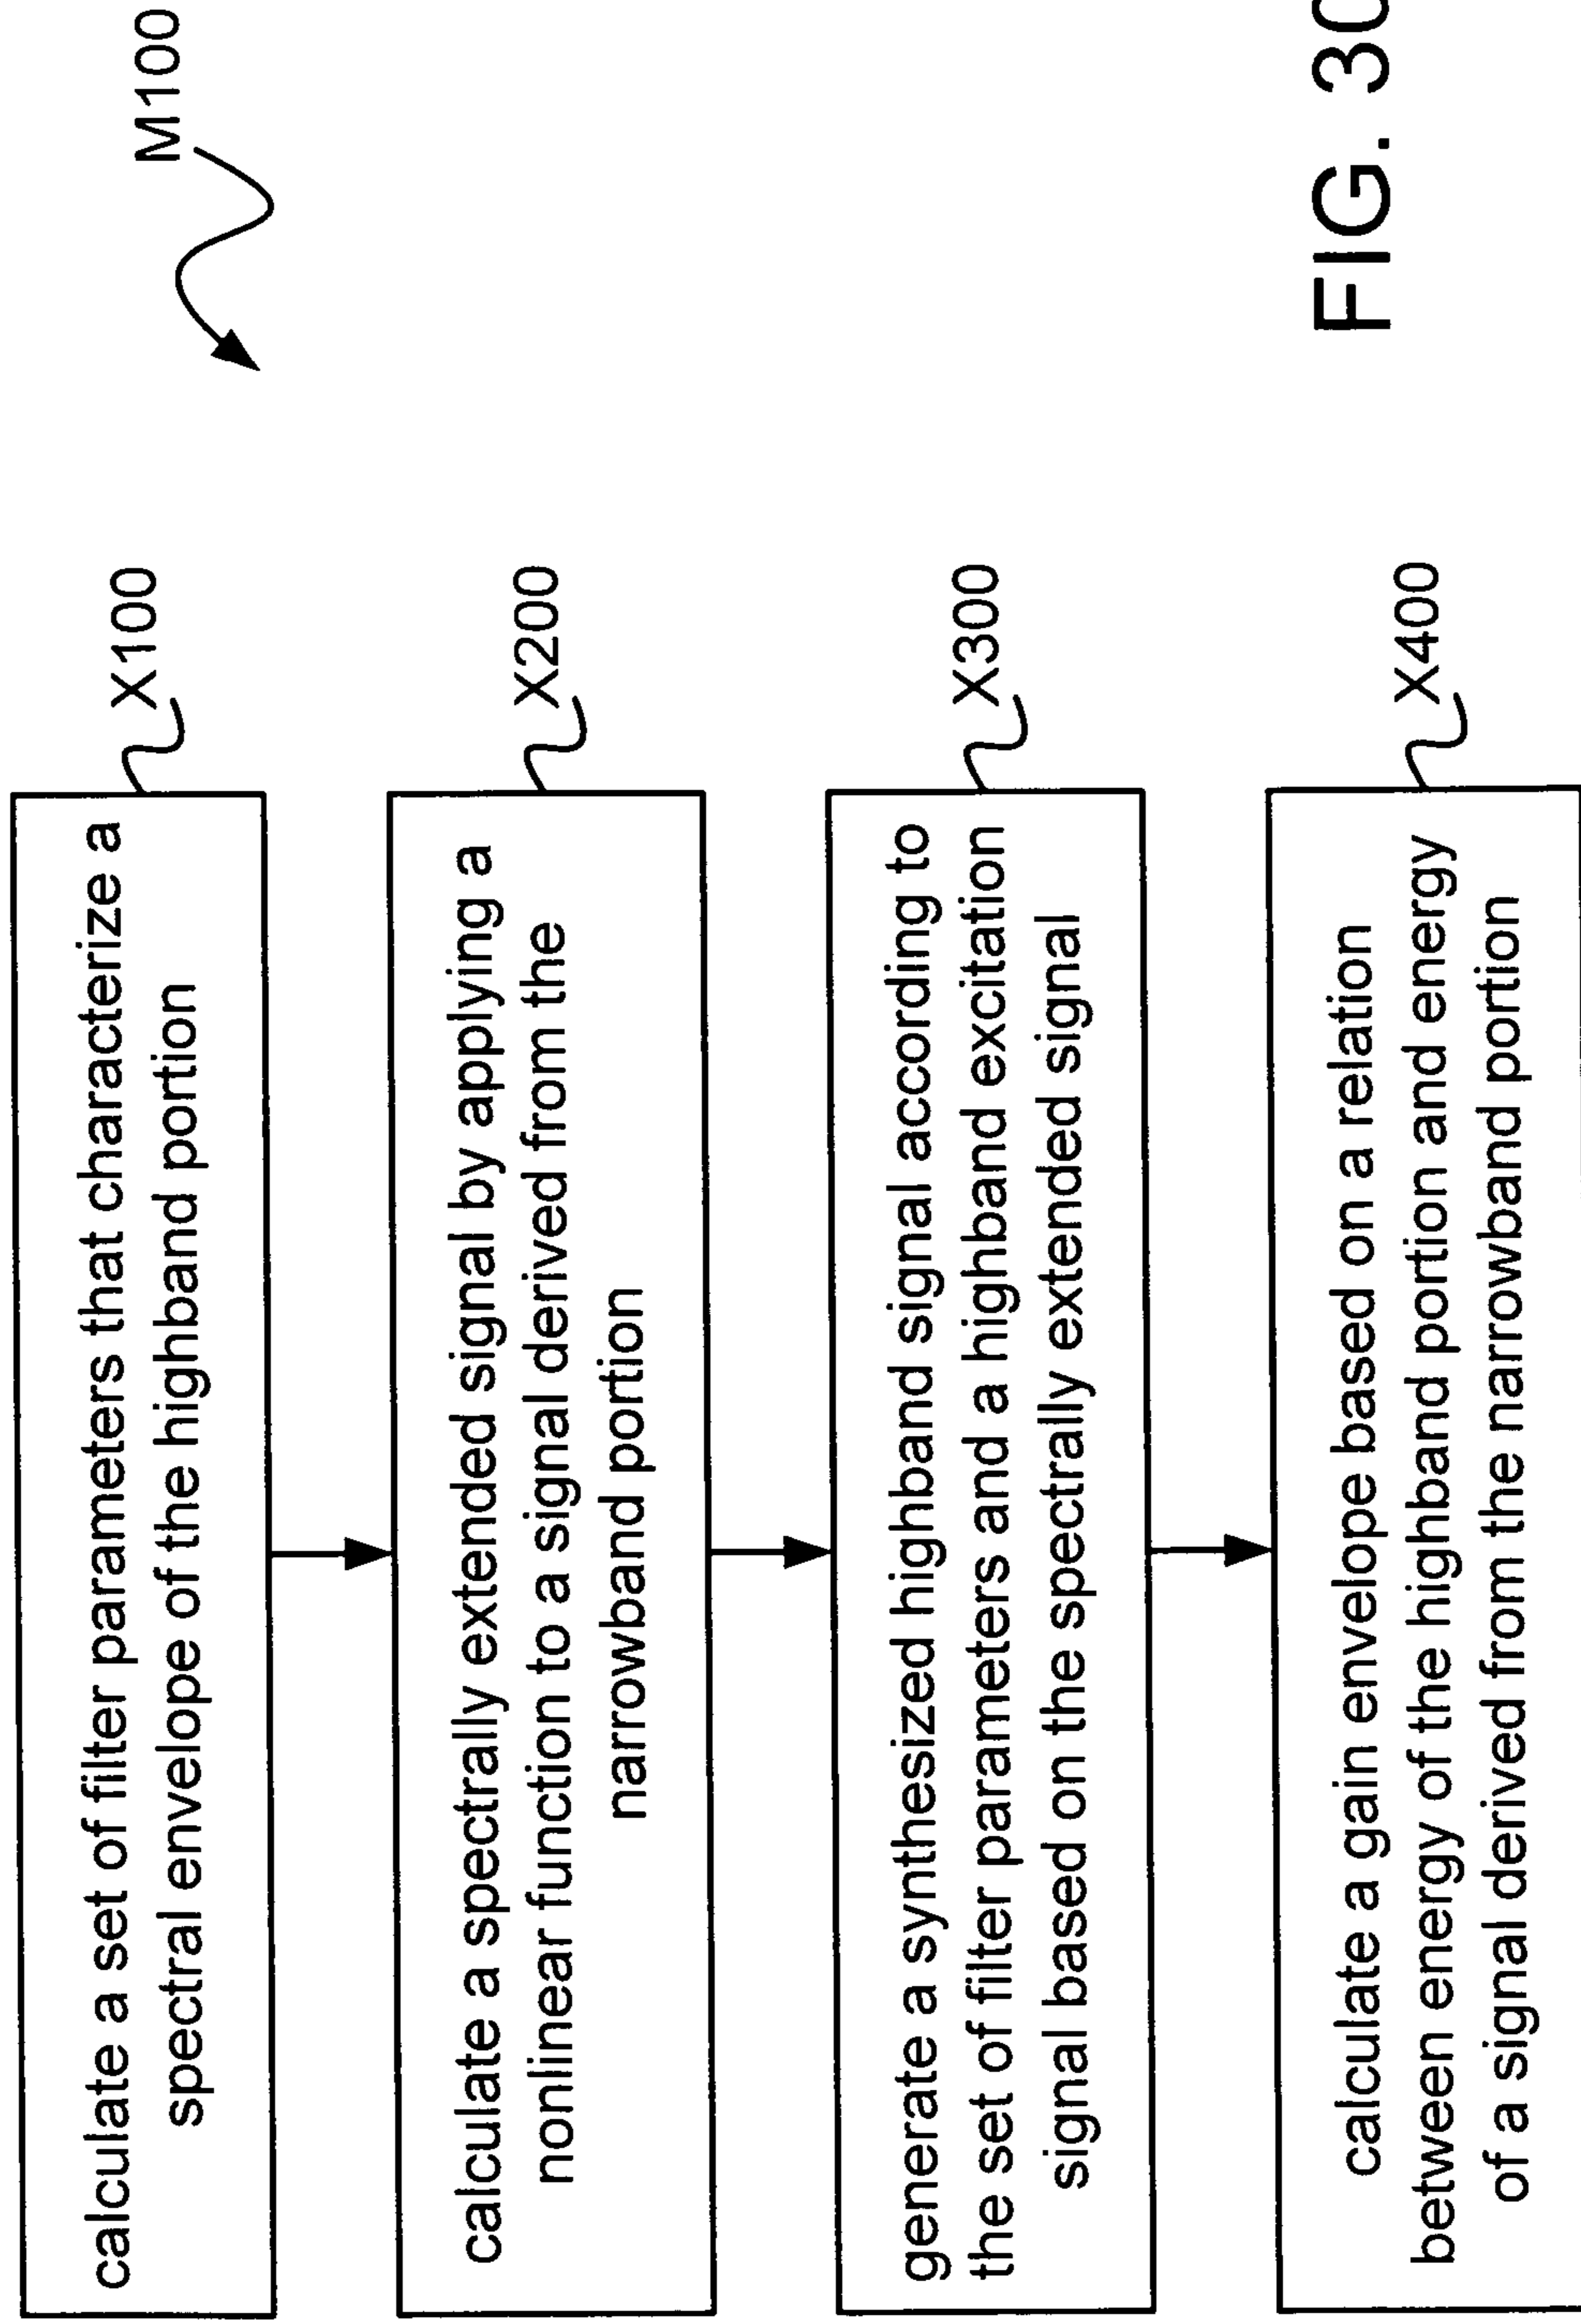 M100
X100
calculate a set of filter parameters that characterize a
spectral envelope of the highband portion
X200
calculate a spectrally extended signal by applying a
nonlinear function to a signal derived from the
narrowband portion
X300
generate a synthesized highband signal according to
the set of filter parameters and a highband excitation
signal based on the spectrally extended signal
X400
calculate a gain envelope based on a relation
between energy of the highband portion and energy
of a signal derived from the narrowband portion
FIG. 30